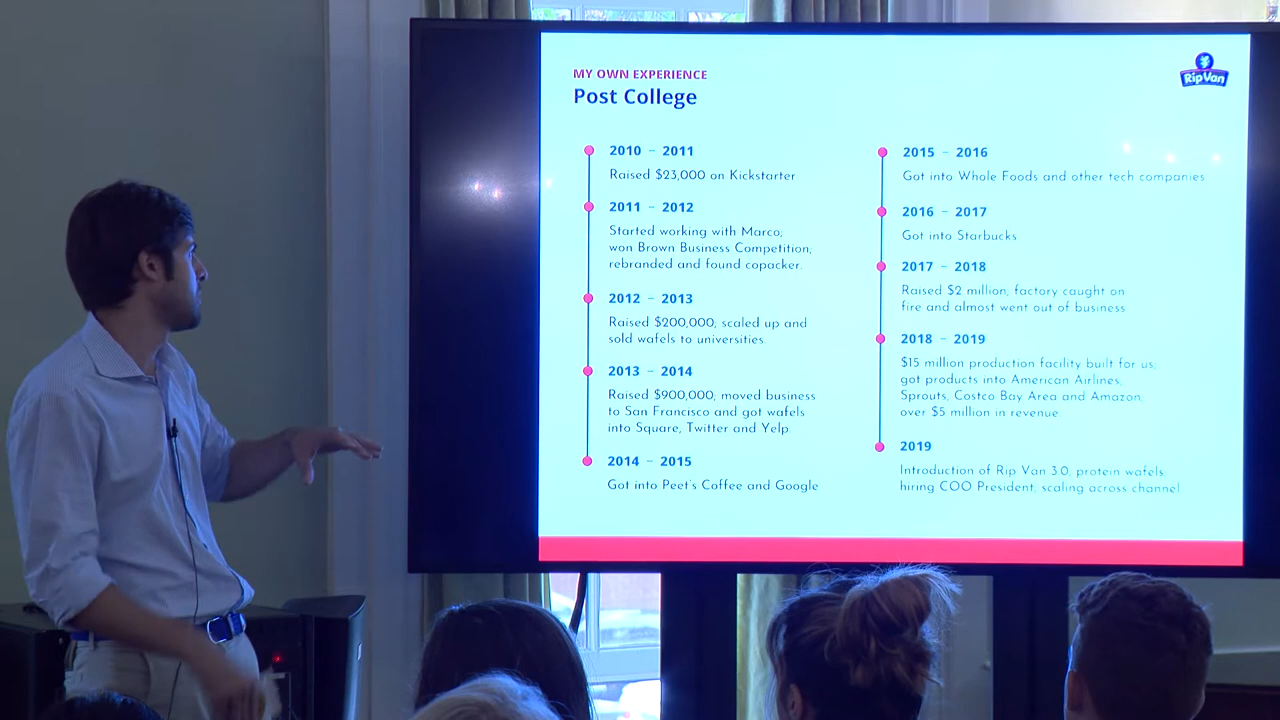 MY OWN EXPERIENCE
Post College
Rip Van
2010 – 2011
Raised $23,000 on Kickstarter
2011 – 2012
Started working with Marco;
won Brown Business Competition;
rebranded and found copacker.
2012 – 2013
Raised $200,000; scaled up and
sold wafels to universities.
2013 – 2014
Raised $900,000; moved business
to San Francisco and got wafels
into Square, Twitter and Yelp
2014 – 2015
Got into Peet's Coffee and Google
2015 – 2016
Got into Whole Foods and other tech companies
2016 – 2017
Got into Starbucks
2017 – 2018
Raised $2 million; factory caught on
fire and almost went out of business
2018 – 2019
$15 million production facility built for us;
got products into American Airlines,
Sprouts, Costco Bay Area and Amazon;
over $5 million in revenue
2019
Introduction of Rip Van 3.0, protein wafels,
hiring COO President, scaling across channel